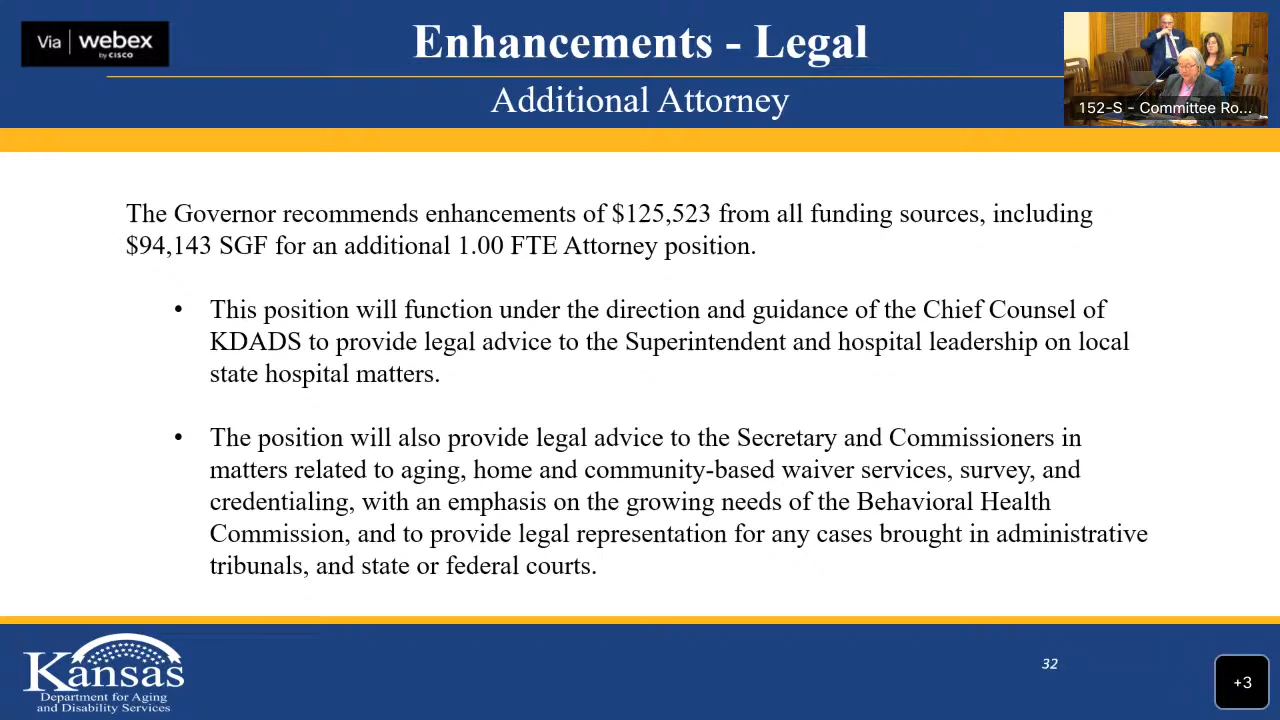 Via webex
by CISCO
Enhancements - Legal
Additional Attorney
152-S - Committee Ro...
The Governor recommends enhancements of $125,523 from all funding sources, including
$94,143 SGF for an additional 1.00 FTE Attorney position.
• This position will function under the direction and guidance of the Chief Counsel of
KDADS to provide legal advice to the Superintendent and hospital leadership on local
state hospital matters.
• The position will also provide legal advice to the Secretary and Commissioners in
matters related to aging, home and community-based waiver services, survey, and
credentialing, with an emphasis on the growing needs of the Behavioral Health
Commission, and to provide legal representation for any cases brought in administrative
tribunals, and state or federal courts.
Kansas
Department for Aging
and Disability Services
32
+3